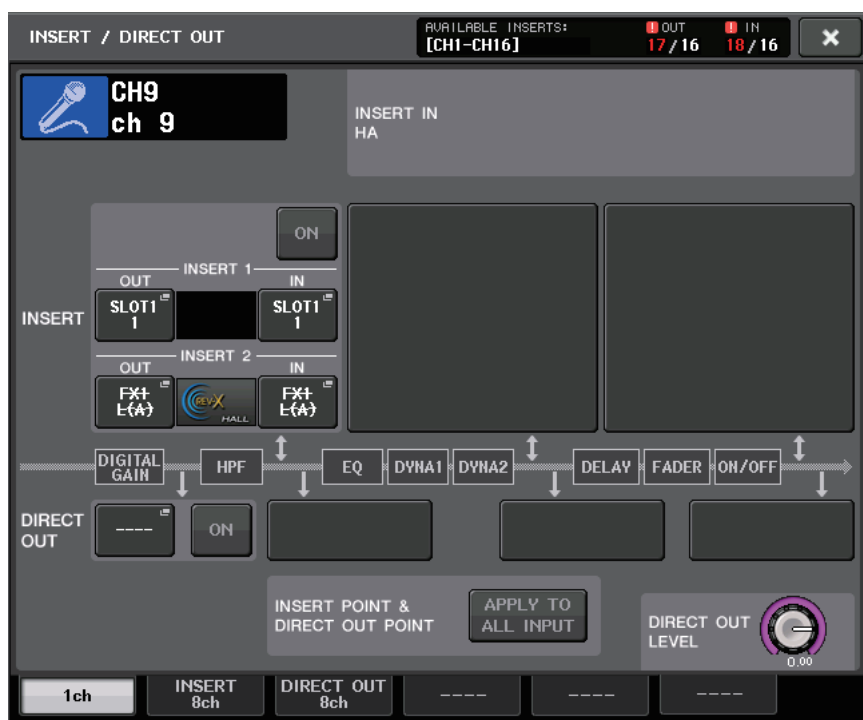 INSERT / DIRECT OUT
AVAILABLE INSERTS:
[CH1-CH16]
! OUT
17/16
! IN
18/16
CH9
ch 9
INSERT IN
HA
ON
INSERT 1
OUT
IN
INSERT
SLOT1
1
SLOT1
1
INSERT 2
OUT
IN
FX1
L(A)
REV-X
HALL
FX1
L(A)
DIGITAL
GAIN
HPF
EQ
DYNA1
DYNA2
DELAY
FADER
ON/OFF
DIRECT
OUT
----
ON
INSERT POINT &
DIRECT OUT POINT
APPLY TO
ALL INPUT
DIRECT OUT
LEVEL
0.00
1ch
INSERT
8ch
DIRECT OUT
8ch
----
----
----